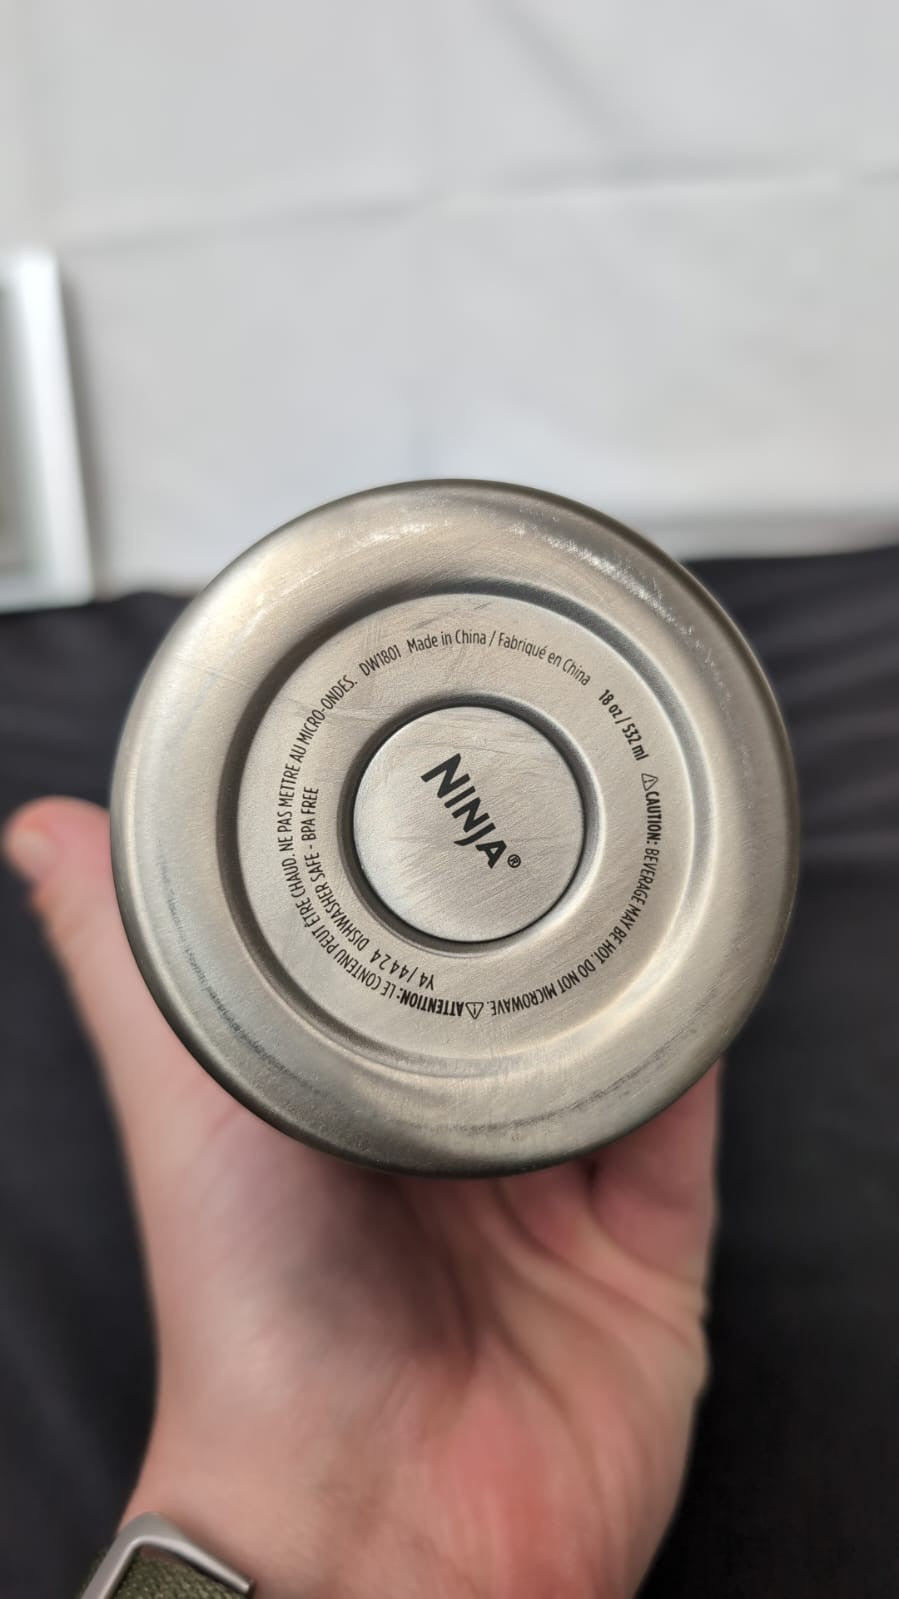 NINJA®
DW1801 Made in China / Fabriqué en China
18 oz / 532 ml
⚠CAUTION: BEVERAGE MAY BE HOT. DO NOT MICROWAVE.
⚠ATTENTION: LE CONTENU PEUT ÊTRE CHAUD. NE PAS METTRE AU MICRO-ONDES.
Y4 / 44 24 DISHWASHER SAFE - BPA FREE